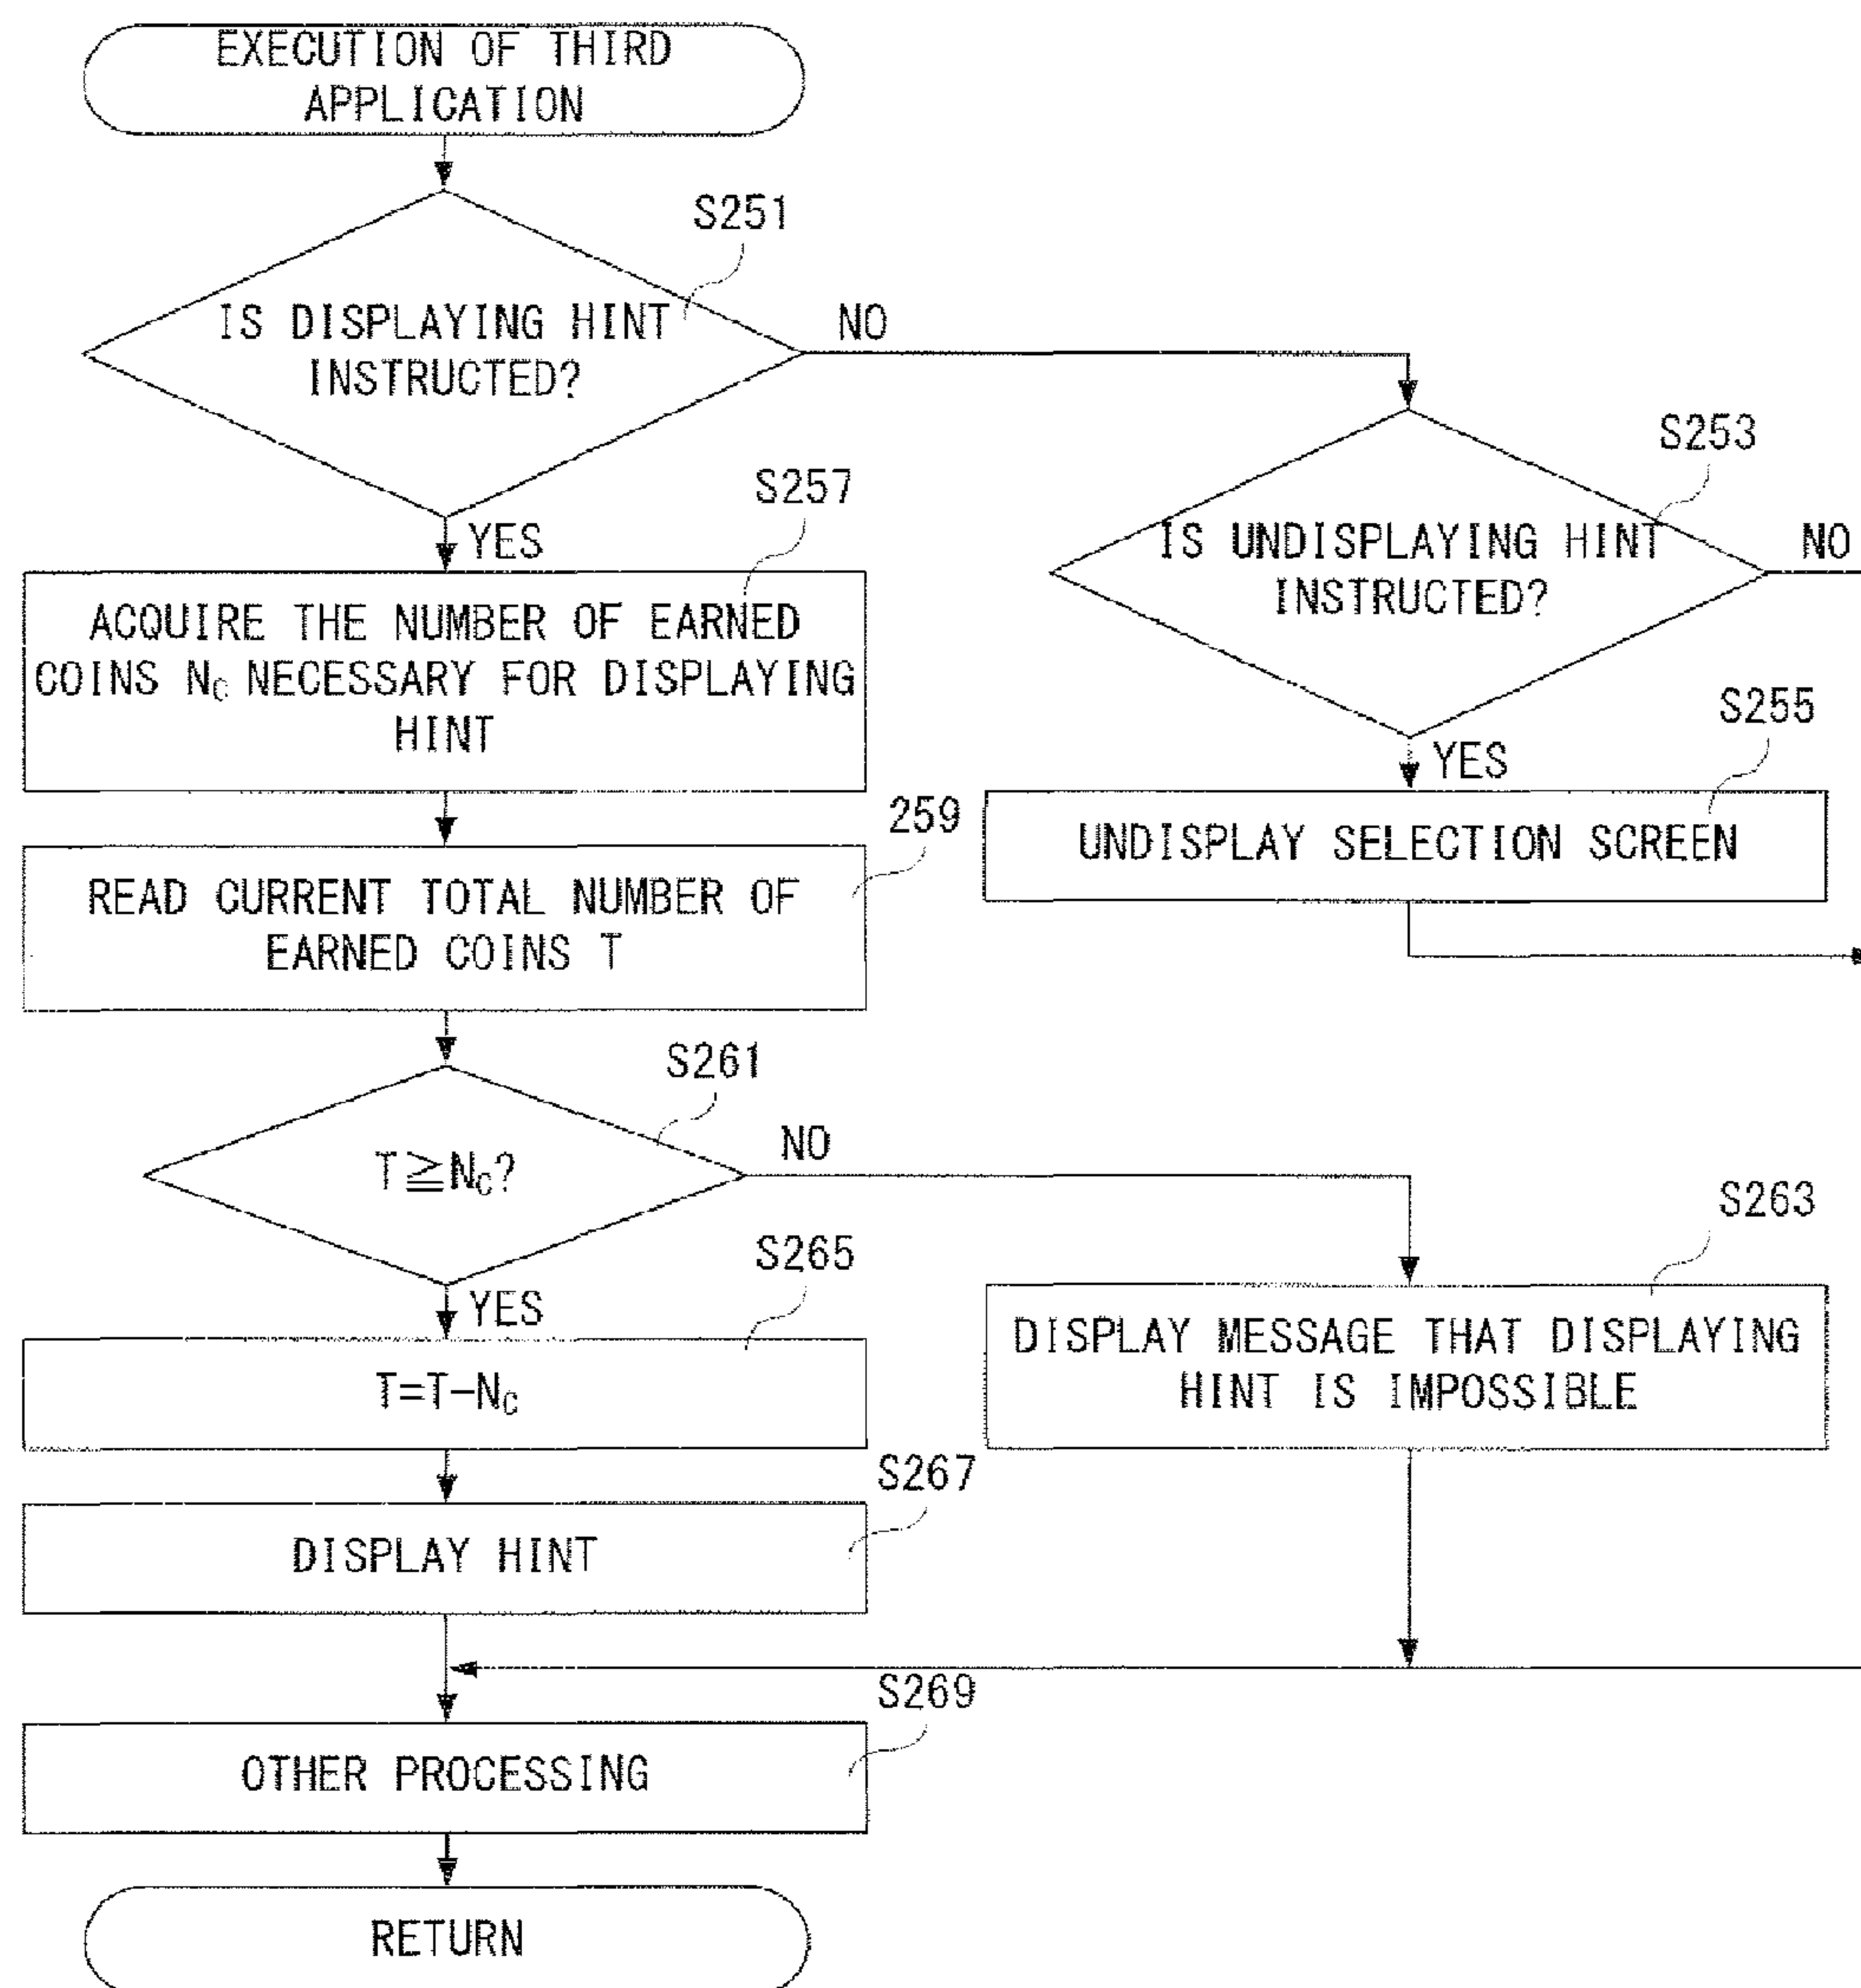 EXECUTION OF THIRD
APPLICATION
S251
IS DISPLAYING HINT
INSTRUCTED?
NO
S253
IS UNDISPLAYING HINT
INSTRUCTED?
NO
YES
S255
UNDISPLAY SELECTION SCREEN
YES
S257
ACQUIRE THE NUMBER OF EARNED
COINS NC NECESSARY FOR DISPLAYING
HINT
259
READ CURRENT TOTAL NUMBER OF
EARNED COINS T
S261
T≧NC?
NO
S263
DISPLAY MESSAGE THAT DISPLAYING
HINT IS IMPOSSIBLE
YES
S265
T=T-NC
S267
DISPLAY HINT
S269
OTHER PROCESSING
RETURN